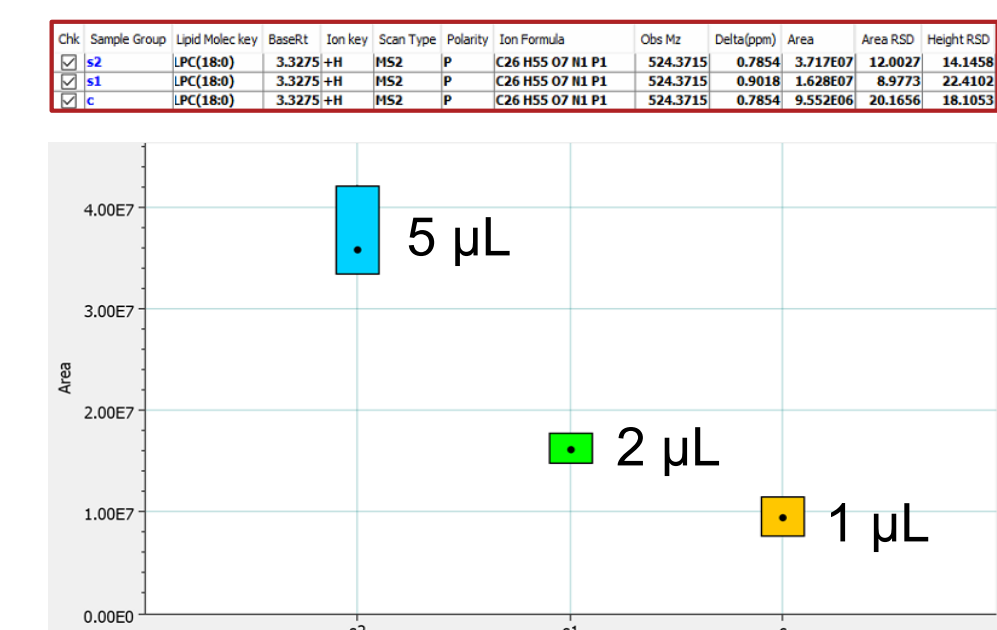 Chk Sample Group Lipid Molec key BaseRt Ion key Scan Type Polarity Ion Formula Obs Mz Delta(ppm) Area Area RSD Height RSD
s2 LPC(18:0) 3.3275 +H MS2 P C26 H55 O7 N1 P1 524.3715 0.7854 3.717E07 12.0027 14.1458
s1 LPC(18:0) 3.3275 +H MS2 P C26 H55 O7 N1 P1 524.3715 0.9018 1.628E07 8.9773 22.4102
c LPC(18:0) 3.3275 +H MS2 P C26 H55 O7 N1 P1 524.3715 0.7854 9.552E06 20.1656 18.1053
4.00E7
5 µL
3.00E7
Area
2.00E7
2 µL
1.00E7
1 µL
0.00E0